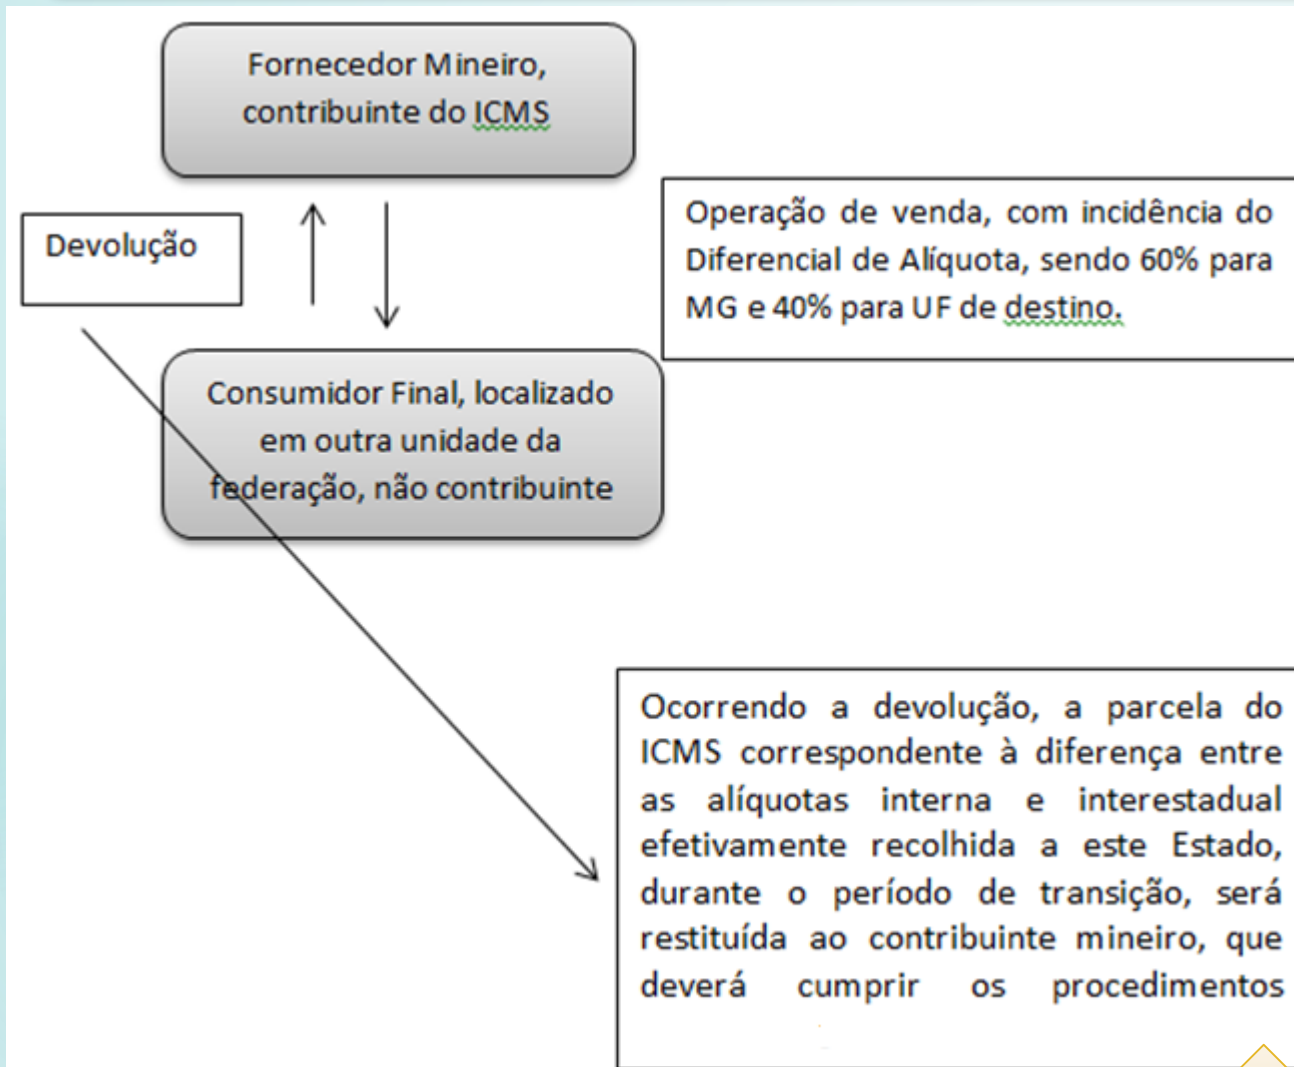 Fornecedor Mineiro,
contribuinte do ICMS
Devolução
Operação de venda, com incidência do
Diferencial de Alíquota, sendo 60% para
MG e 40% para UF de destino.
Consumidor Final, localizado
em outra unidade da
federação, não contribuinte
Ocorrendo a devolução, a parcela do
ICMS correspondente à diferença entre
as alíquotas interna e interestadual
efetivamente recolhida a este Estado,
durante o período de transição, será
restituída ao contribuinte mineiro, que
deverá cumprir os procedimentos